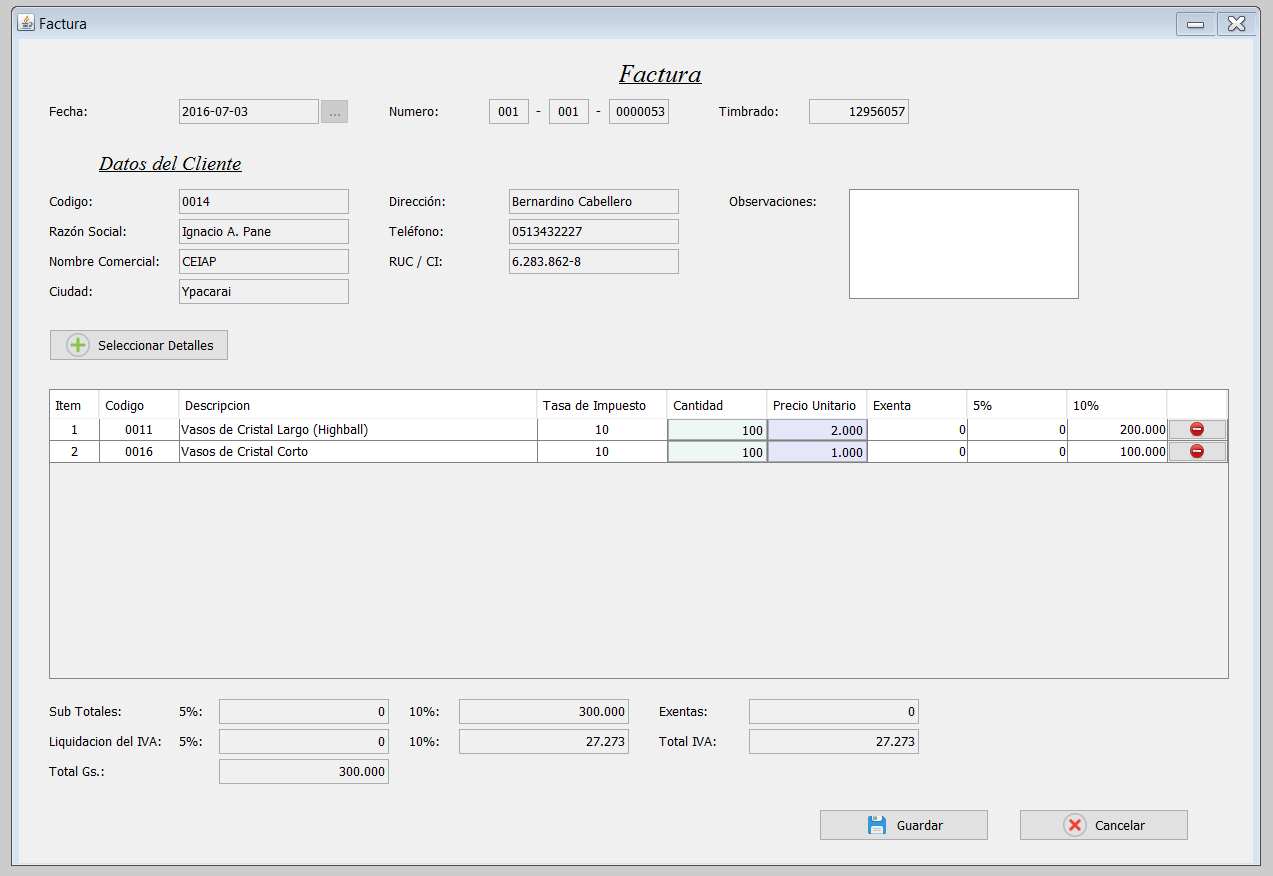 Factura
Factura
Fecha: 2016-07-03 ... Numero: 001 - 001 - 0000053 Timbrado: 12956057
Datos del Cliente
Codigo: 0014 Dirección: Bernardino Cabellero Observaciones:
Razón Social: Ignacio A. Pane Teléfono: 0513432227
Nombre Comercial: CEIAP RUC / CI: 6.283.862-8
Ciudad: Ypacarai
Seleccionar Detalles
Item Codigo Descripcion Tasa de Impuesto Cantidad Precio Unitario Exenta 5% 10%
1 0011 Vasos de Cristal Largo (Highball) 10 100 2.000 0 0 200.000
2 0016 Vasos de Cristal Corto 10 100 1.000 0 0 100.000
Sub Totales: 5%: 0 10%: 300.000 Exentas: 0
Liquidacion del IVA: 5%: 0 10%: 27.273 Total IVA: 27.273
Total Gs.: 300.000
Guardar Cancelar